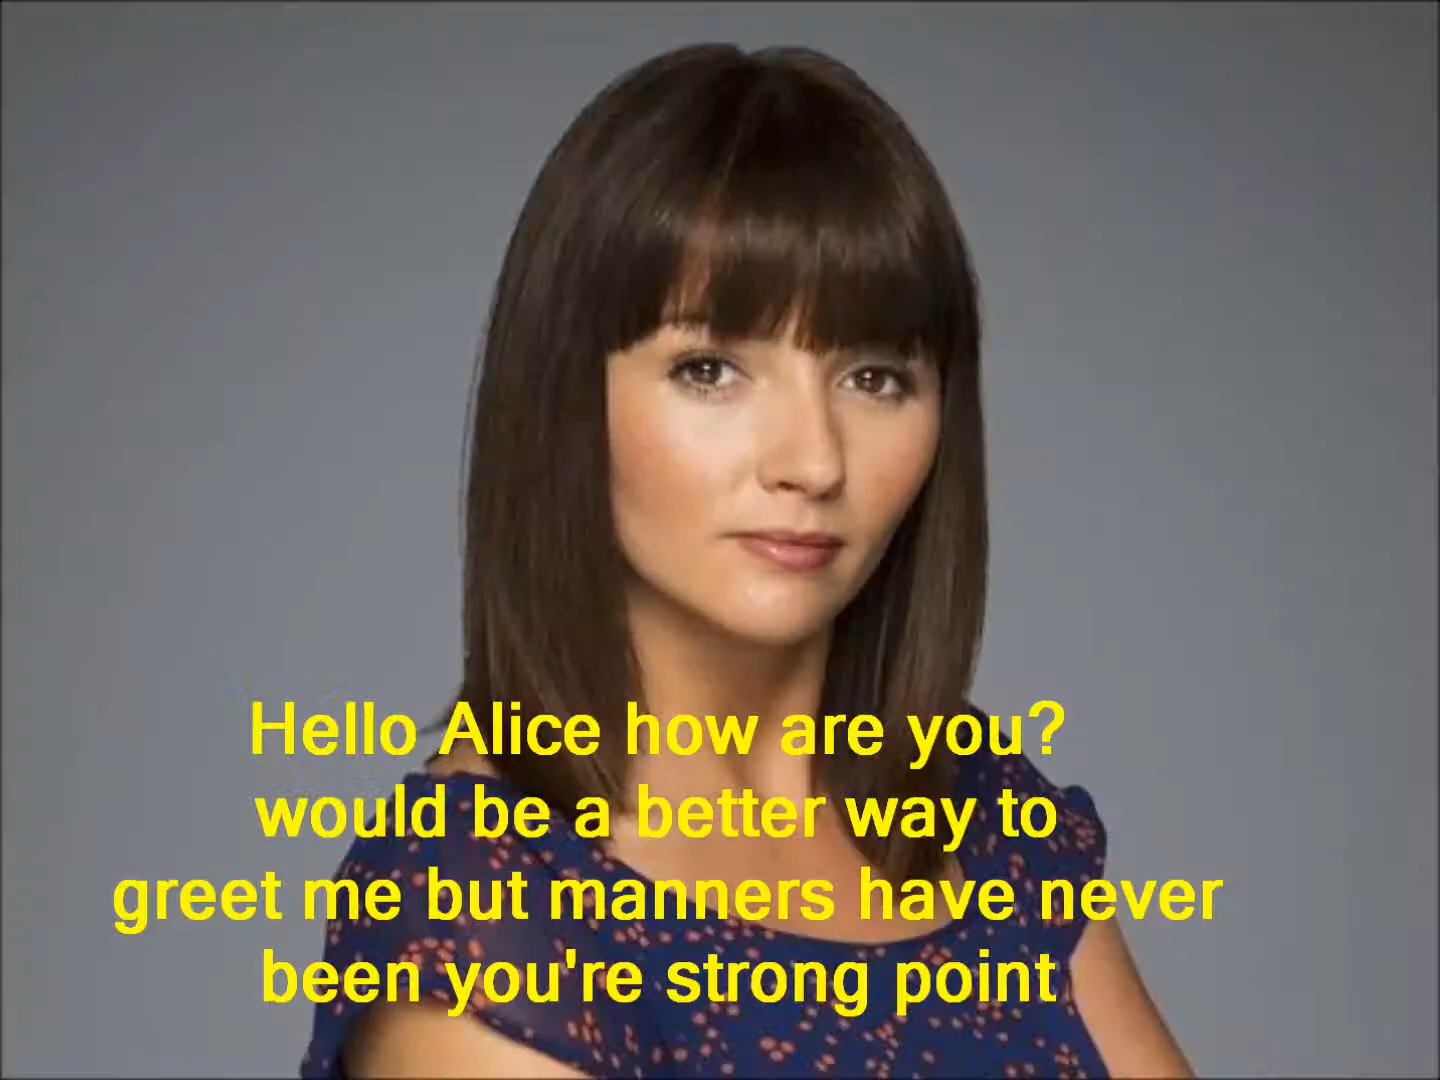 Hello Alice how are you?
would be a better way to
greet me but manners have never
been you're strong point